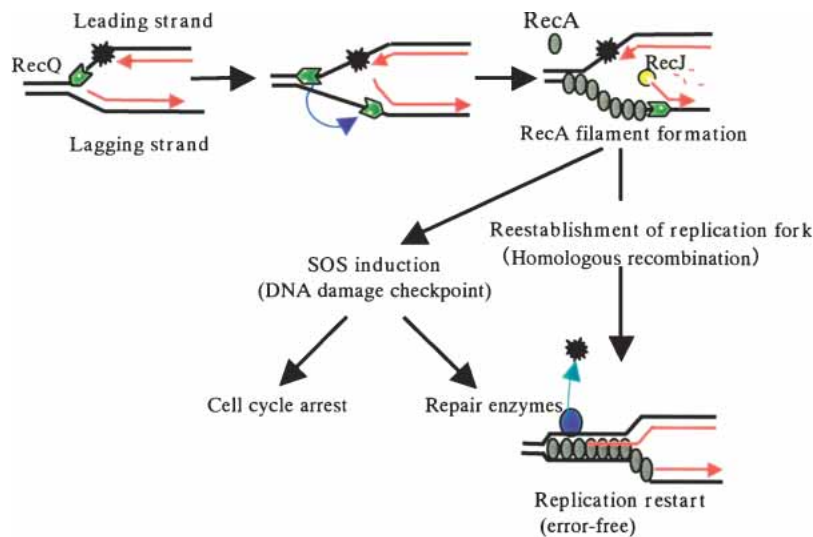 Leading strand
RecQ
Lagging strand
RecA
RecJ
RecA filament formation
Reestablishment of replication fork
(Homologous recombination)
SOS induction
(DNA damage checkpoint)
Cell cycle arrest
Repair enzymes
Replication restart
(error-free)